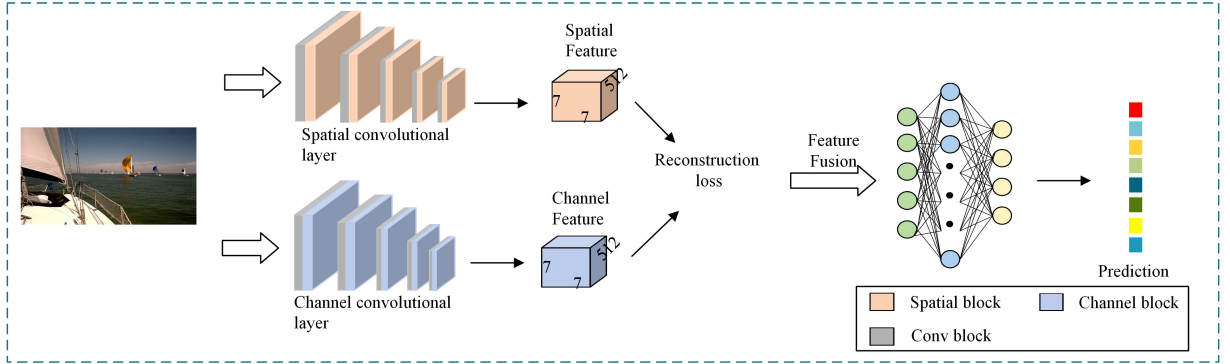 Spatial convolutional
layer
Spatial
Feature
7
7
512
Channel convolutional
layer
Channel
Feature
7
7
512
Reconstruction
loss
Feature
Fusion
Prediction
Spatial block
Channel block
Conv block